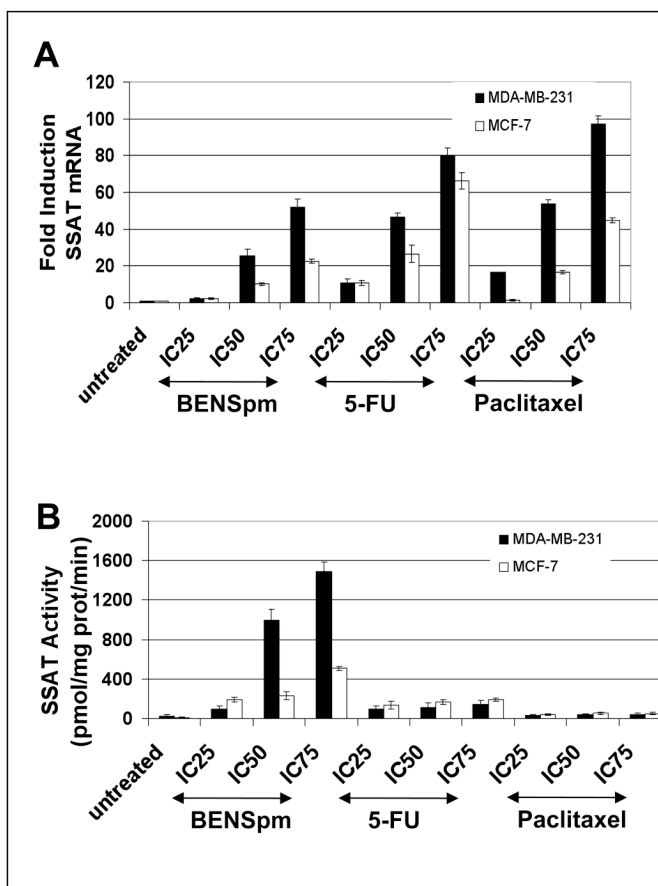 A
Fold Induction
SSAT mRNA
120
100
80
60
40
20
0
MDA-MB-231
MCF-7
untreated
IC25
IC50
IC75
IC25
IC50
IC75
IC25
IC50
IC75
BENSpm
5-FU
Paclitaxel
B
SSAT Activity
(pmol/mg prot/min)
2000
1600
1200
800
400
0
MDA-MB-231
MCF-7
untreated
IC25
IC50
IC75
IC25
IC50
IC75
IC25
IC50
IC75
BENSpm
5-FU
Paclitaxel